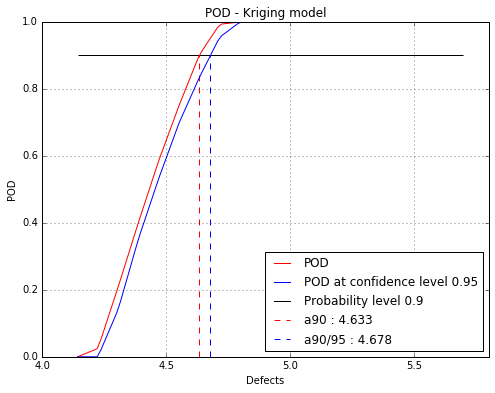 POD - Kriging model
1.0
0.8
0.6
0.4
0.2
0.0
POD
POD
POD at confidence level 0.95
Probability level 0.9
a90 : 4.633
a90/95 : 4.678
4.0 4.5 5.0 5.5
Defects